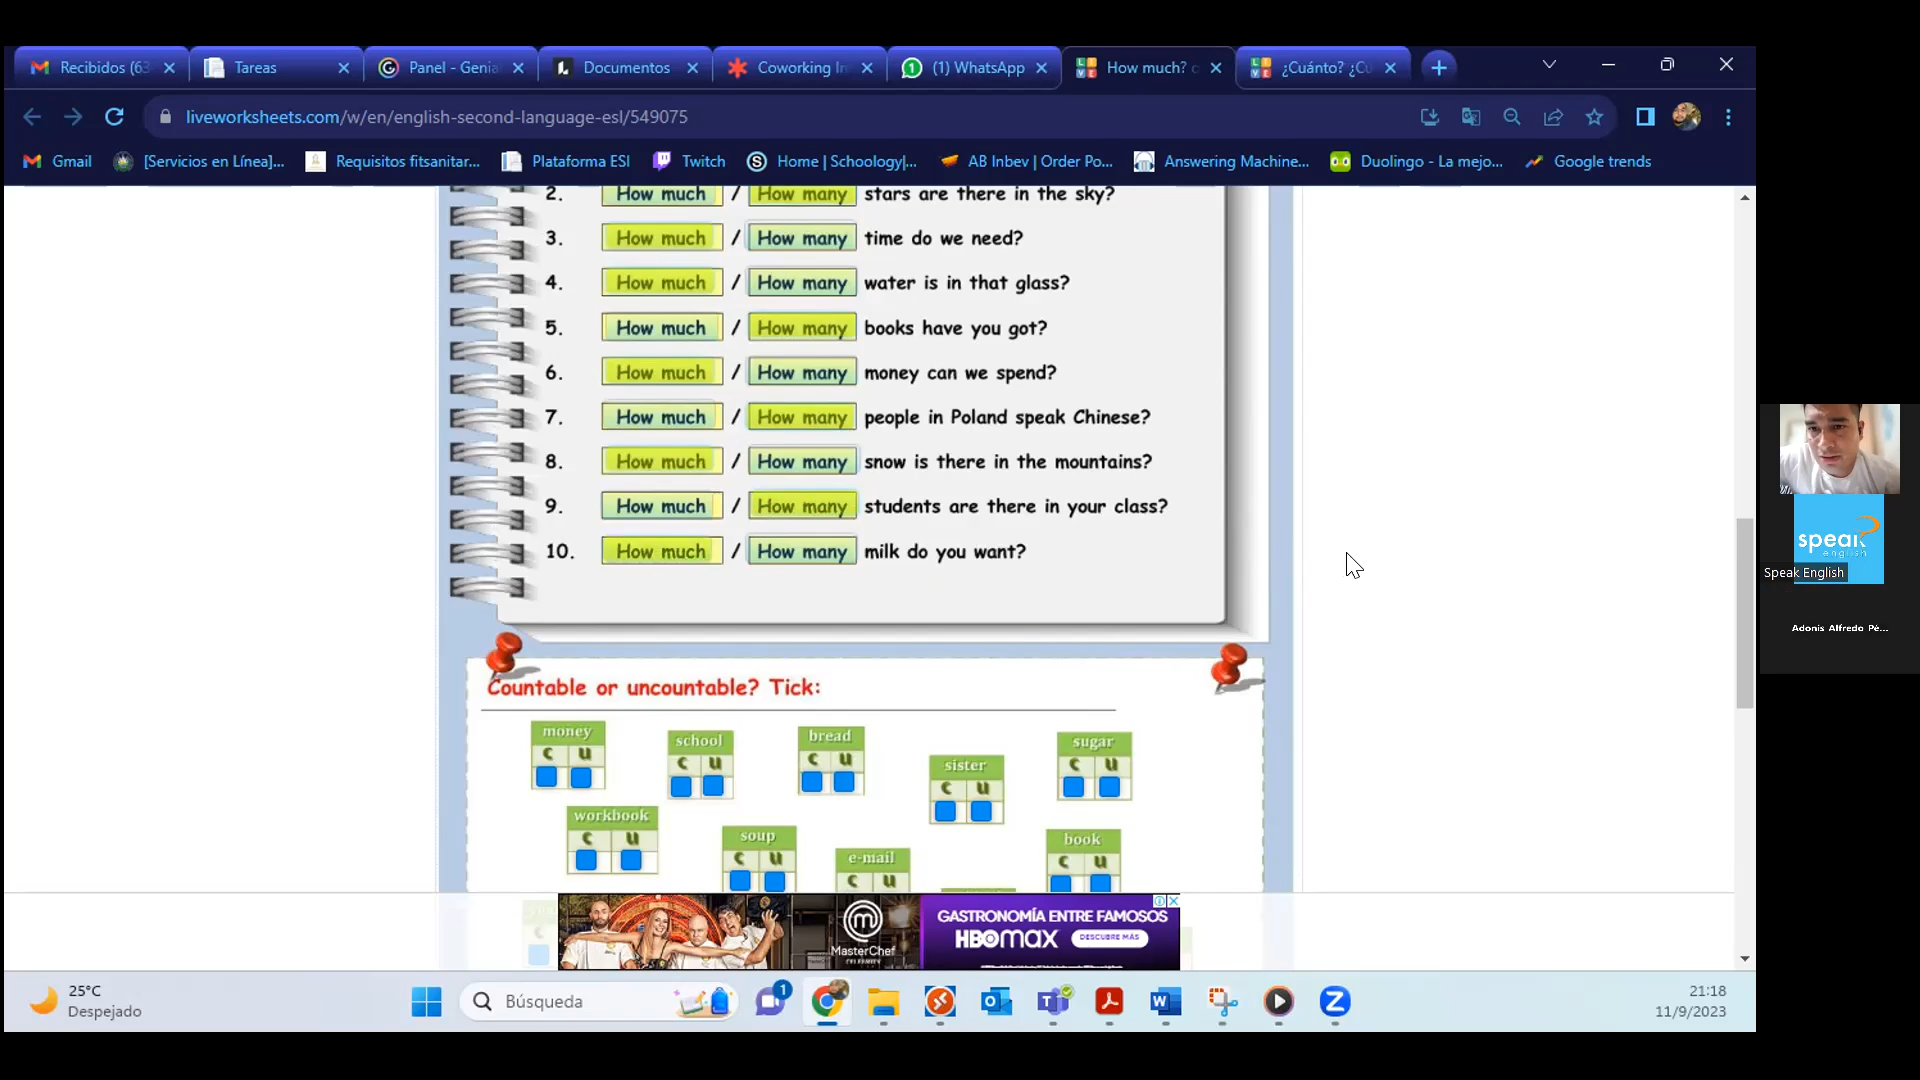 Recibidos (63
Tareas
Panel - Genia
Documentos
Coworking In
(1) WhatsApp
How much? o
¿Cuánto? ¿Cu
liveworksheets.com/w/en/english-second-language-esl/549075
Gmail
[Servicios en Línea]...
Requisitos fitsanitar...
Plataforma ESI
Twitch
Home | Schoology|...
AB Inbev | Order Po...
Answering Machine...
Duolingo - La mejo...
Google trends
2. How much / How many stars are there in the sky?
3. How much / How many time do we need?
4. How much / How many water is in that glass?
5. How much / How many books have you got?
6. How much / How many money can we spend?
7. How much / How many people in Poland speak Chinese?
8. How much / How many snow is there in the mountains?
9. How much / How many students are there in your class?
10. How much / How many milk do you want?
Countable or uncountable? Tick:
money
c u
school
c u
bread
c u
sister
c u
sugar
c u
workbook
c u
soup
c u
e-mail
c u
book
c u
MasterChef
CELEBRITY
GASTRONOMÍA ENTRE FAMOSOS
HBOMAX
DESCUBRE MÁS
speak
english
Speak English
Adonis Alfredo Pé...
25°C
Despejado
Búsqueda
1
21:18
11/9/2023